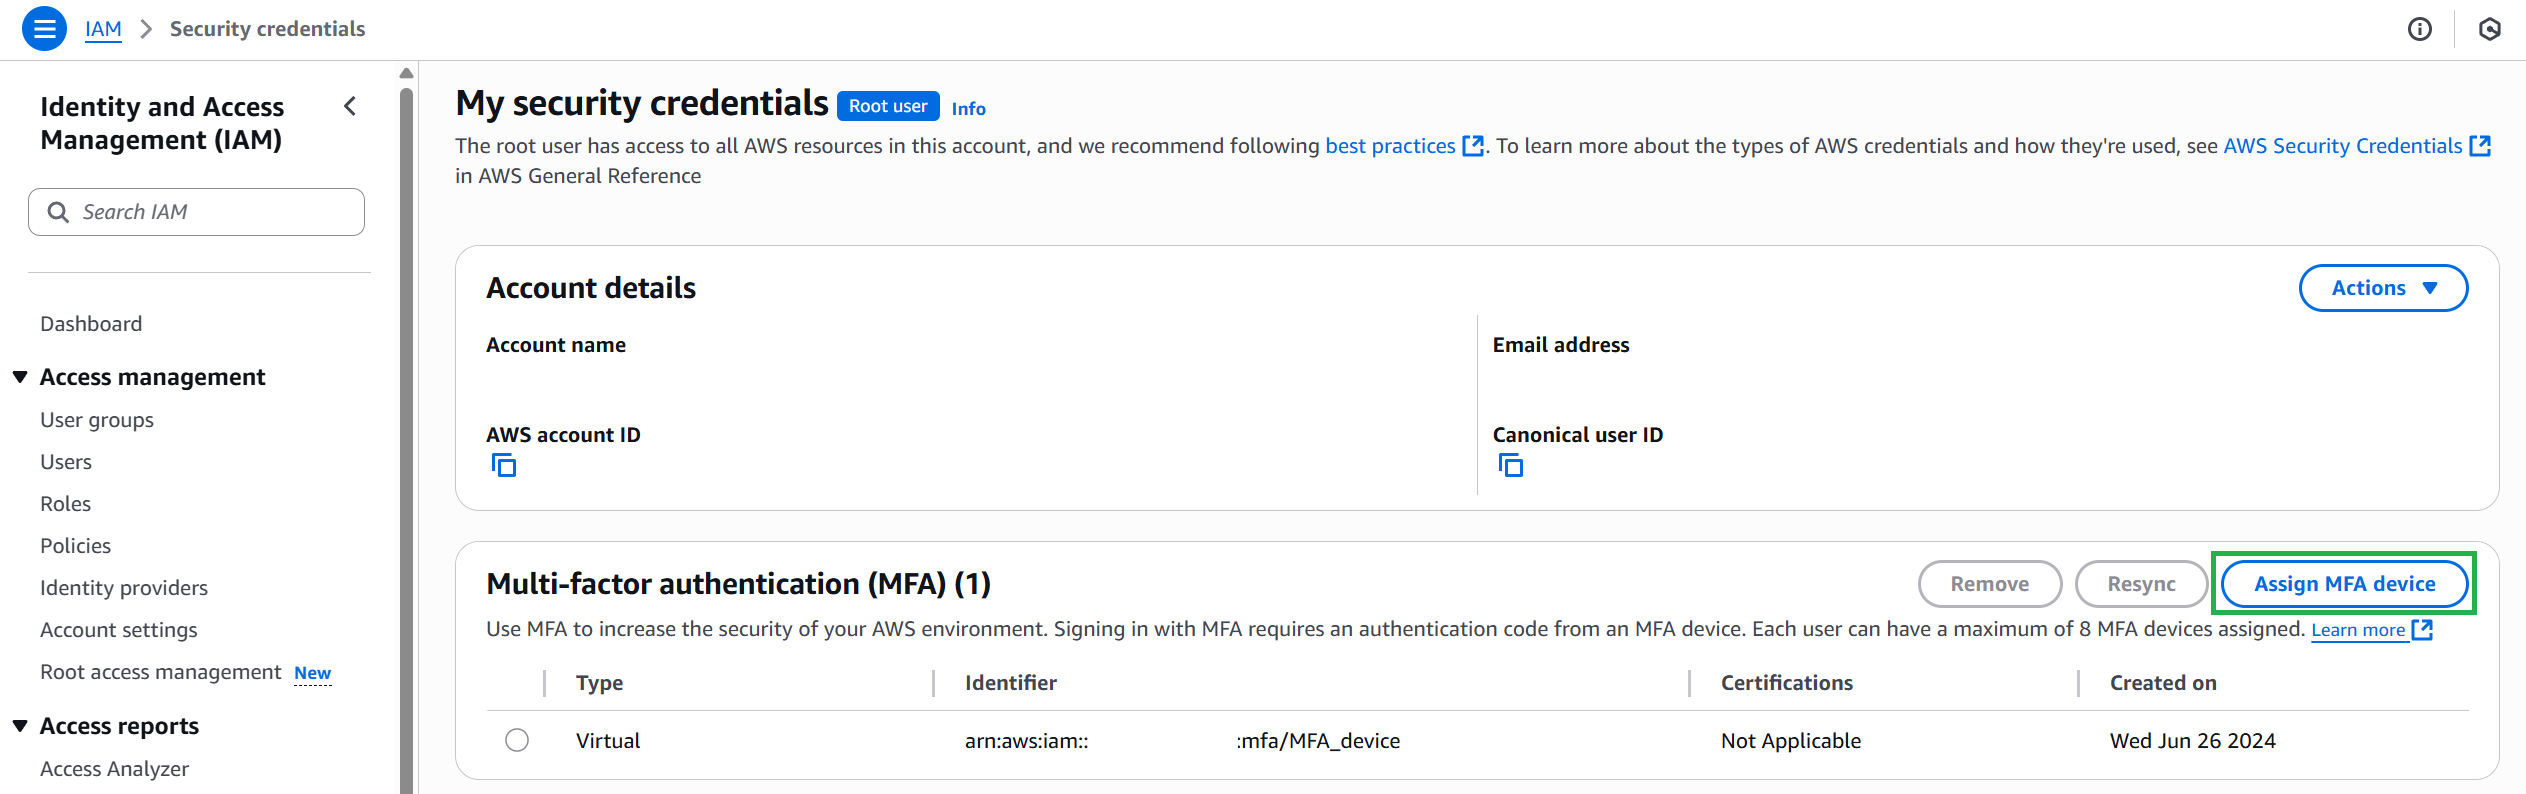 IAM > Security credentials
Identity and Access
Management (IAM)
Search IAM
Dashboard
Access management
User groups
Users
Roles
Policies
Identity providers
Account settings
Root access management New
Access reports
Access Analyzer
My security credentials Root user Info
The root user has access to all AWS resources in this account, and we recommend following best practices. To learn more about the types of AWS credentials and how they're used, see AWS Security Credentials
in AWS General Reference
Account details Actions
Account name Email address
AWS account ID Canonical user ID
Multi-factor authentication (MFA) (1) Remove Resync Assign MFA device
Use MFA to increase the security of your AWS environment. Signing in with MFA requires an authentication code from an MFA device. Each user can have a maximum of 8 MFA devices assigned. Learn more
Type Identifier Certifications Created on
Virtual arn:aws:iam:: :mfa/MFA_device Not Applicable Wed Jun 26 2024